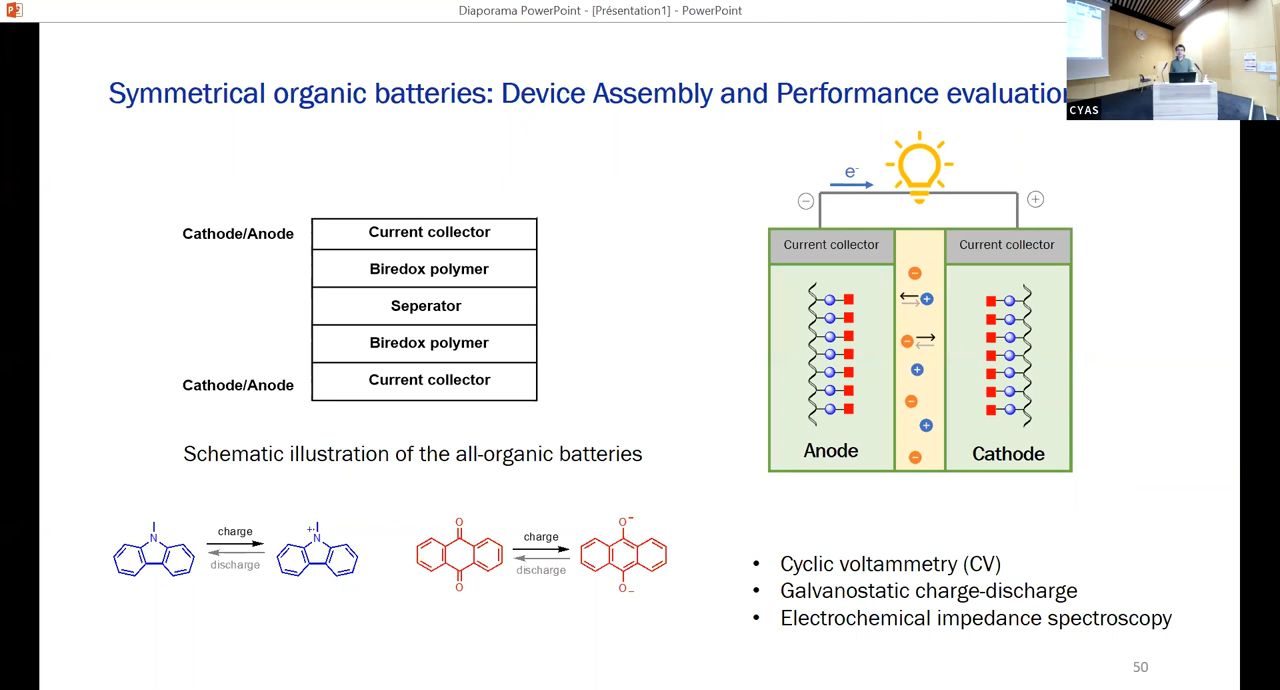 Diaporama PowerPoint - [Présentation1] - PowerPoint
Symmetrical organic batteries: Device Assembly and Performance evaluation
CYAS
Cathode/Anode
Current collector
Biredox polymer
Seperator
Biredox polymer
Cathode/Anode
Current collector
Schematic illustration of the all-organic batteries
e-
−
+
Current collector
Current collector
Anode
Cathode
N
charge
discharge
+·
N
O
O
charge
discharge
O−
O−
• Cyclic voltammetry (CV)
• Galvanostatic charge-discharge
• Electrochemical impedance spectroscopy
50